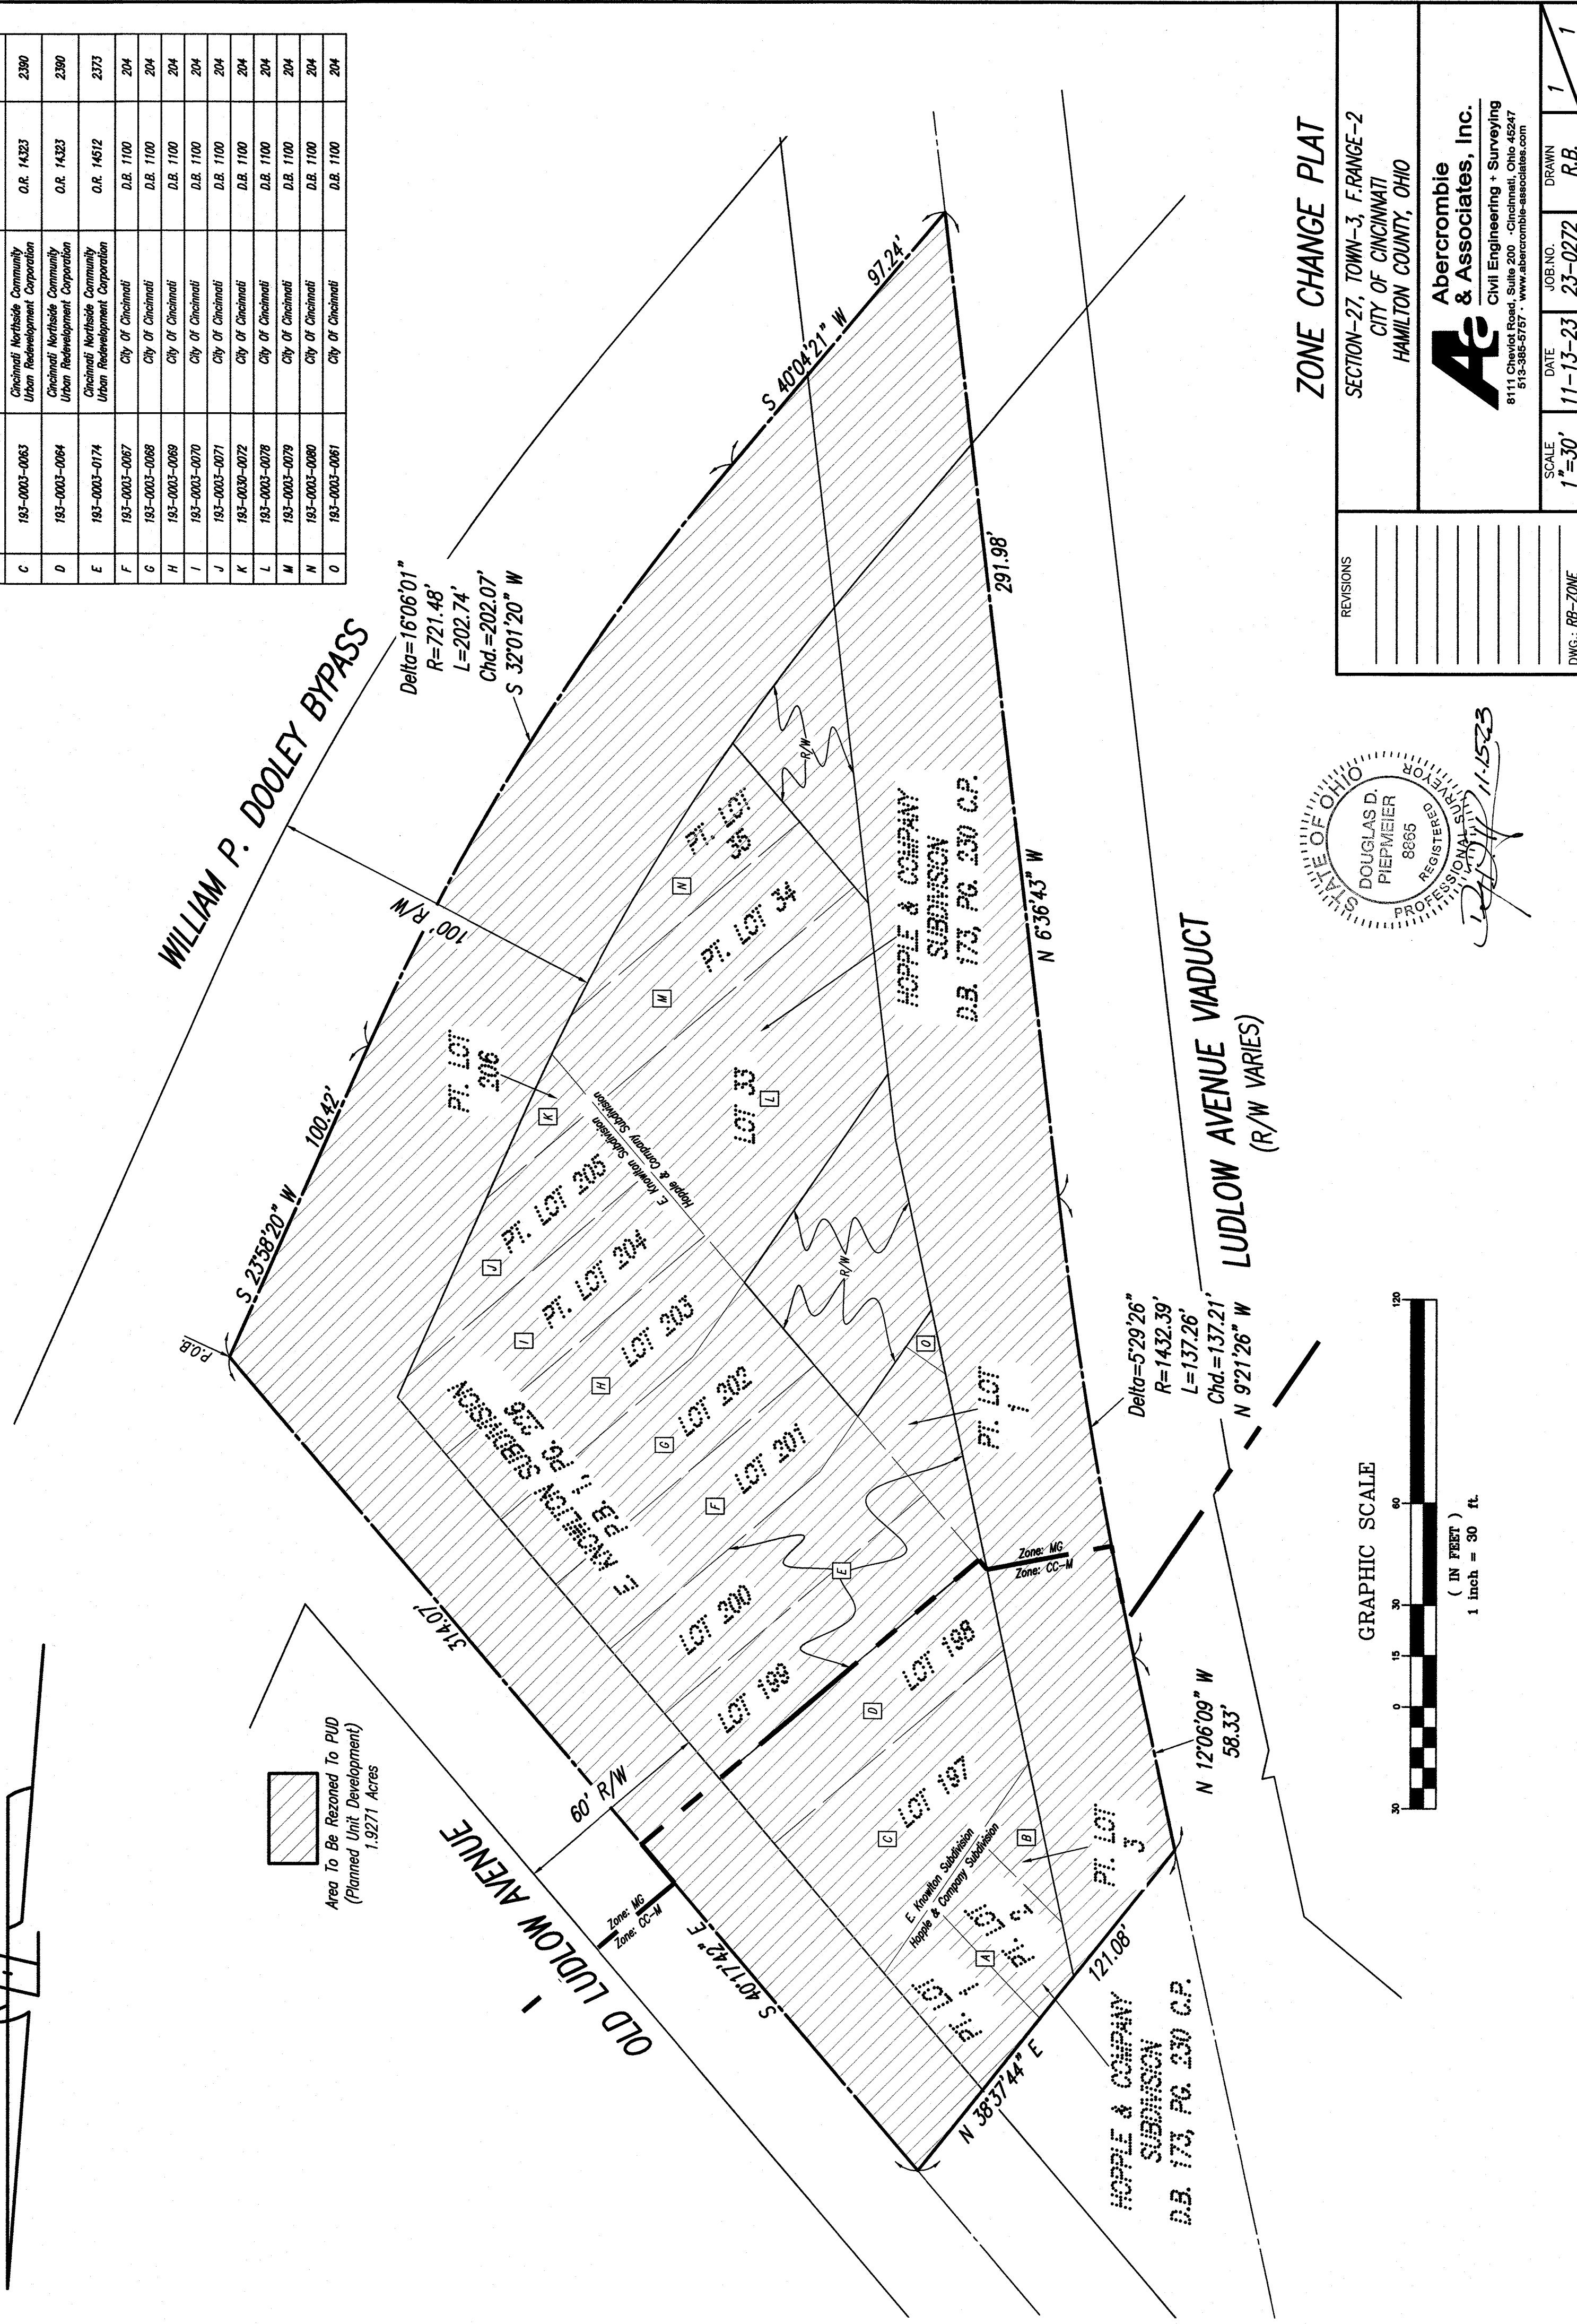 C 193-0003-0063 Cincinnati Northside Community Urban Redevelopment Corporation O.R. 14323 2390
D 193-0003-0064 Cincinnati Northside Community Urban Redevelopment Corporation O.R. 14323 2390
E 193-0003-0174 Cincinnati Northside Community Urban Redevelopment Corporation O.R. 14512 2373
F 193-0003-0067 City Of Cincinnati D.B. 1100 204
G 193-0003-0068 City Of Cincinnati D.B. 1100 204
H 193-0003-0069 City Of Cincinnati D.B. 1100 204
I 193-0003-0070 City Of Cincinnati D.B. 1100 204
J 193-0003-0071 City Of Cincinnati D.B. 1100 204
K 193-0030-0072 City Of Cincinnati D.B. 1100 204
L 193-0003-0078 City Of Cincinnati D.B. 1100 204
M 193-0003-0079 City Of Cincinnati D.B. 1100 204
N 193-0003-0080 City Of Cincinnati D.B. 1100 204
O 193-0003-0061 City Of Cincinnati D.B. 1100 204
Area To Be Rezoned To PUD
(Planned Unit Development)
1.9271 Acres
WILLIAM P. DOOLEY BYPASS
100' R/W
Delta=16°06'01"
R=721.48'
L=202.74'
Chd.=202.07'
S 32°01'20" W
P.O.B.
S 23°58'20" W
100.42'
S 40°04'21" W
97.24'
314.07'
S 40°17'42" E
OLD LUDLOW AVENUE
60' R/W
Zone: MG
Zone: CC-M
E. KNOWLTON SUBDIVISION
P.B. 1, PG. 296
PT. LOT
206
K
J
PT. LOT 205
I
PT. LOT 204
H
LOT 203
G
LOT 202
F
LOT 201
LOT 200
E
LOT 199
D
LOT 198
C
LOT 197
E. Knowlton Subdivision
Hopple & Company Subdivision
N
PT. LOT
35
M
PT. LOT 34
LOT 33
L
R/W
R/W
O
PT. LOT
1
E. Knowlton Subdivision
Hopple & Company Subdivision
B
PT. LOT
3
A
Pt. Lot
1
Pt. Lot
2
Zone: MG
Zone: CC-M
HOPPLE & COMPANY
SUBDIVISION
D.B. 173, PG. 230 C.P.
HOPPLE & COMPANY
SUBDIVISION
D.B. 173, PG. 230 C.P.
N 38°37'44" E
121.08'
N 12°06'09" W
58.33'
Delta=5°29'26"
R=1432.39'
L=137.26'
Chd.=137.21'
N 9°21'26" W
N 6°36'43" W
291.98'
LUDLOW AVENUE VIADUCT
(R/W VARIES)
GRAPHIC SCALE
30 0 15 30 60 120
( IN FEET )
1 inch = 30 ft.
STATE OF OHIO
DOUGLAS D.
PIEPMEIER
8865
REGISTERED
PROFESSIONAL SURVEYOR
11-15-23
ZONE CHANGE PLAT
SECTION-27, TOWN-3, F.RANGE-2
CITY OF CINCINNATI
HAMILTON COUNTY, OHIO
REVISIONS
Abercrombie
& Associates, Inc.
Civil Engineering + Surveying
8111 Cheviot Road, Suite 200 · Cincinnati, Ohio 45247
513-385-5757 · www.abercrombie-associates.com
DWG.: RB-ZONE
SCALE
1"=30'
DATE
11-13-23
JOB.NO.
23-0272
DRAWN
R.B.
1
1